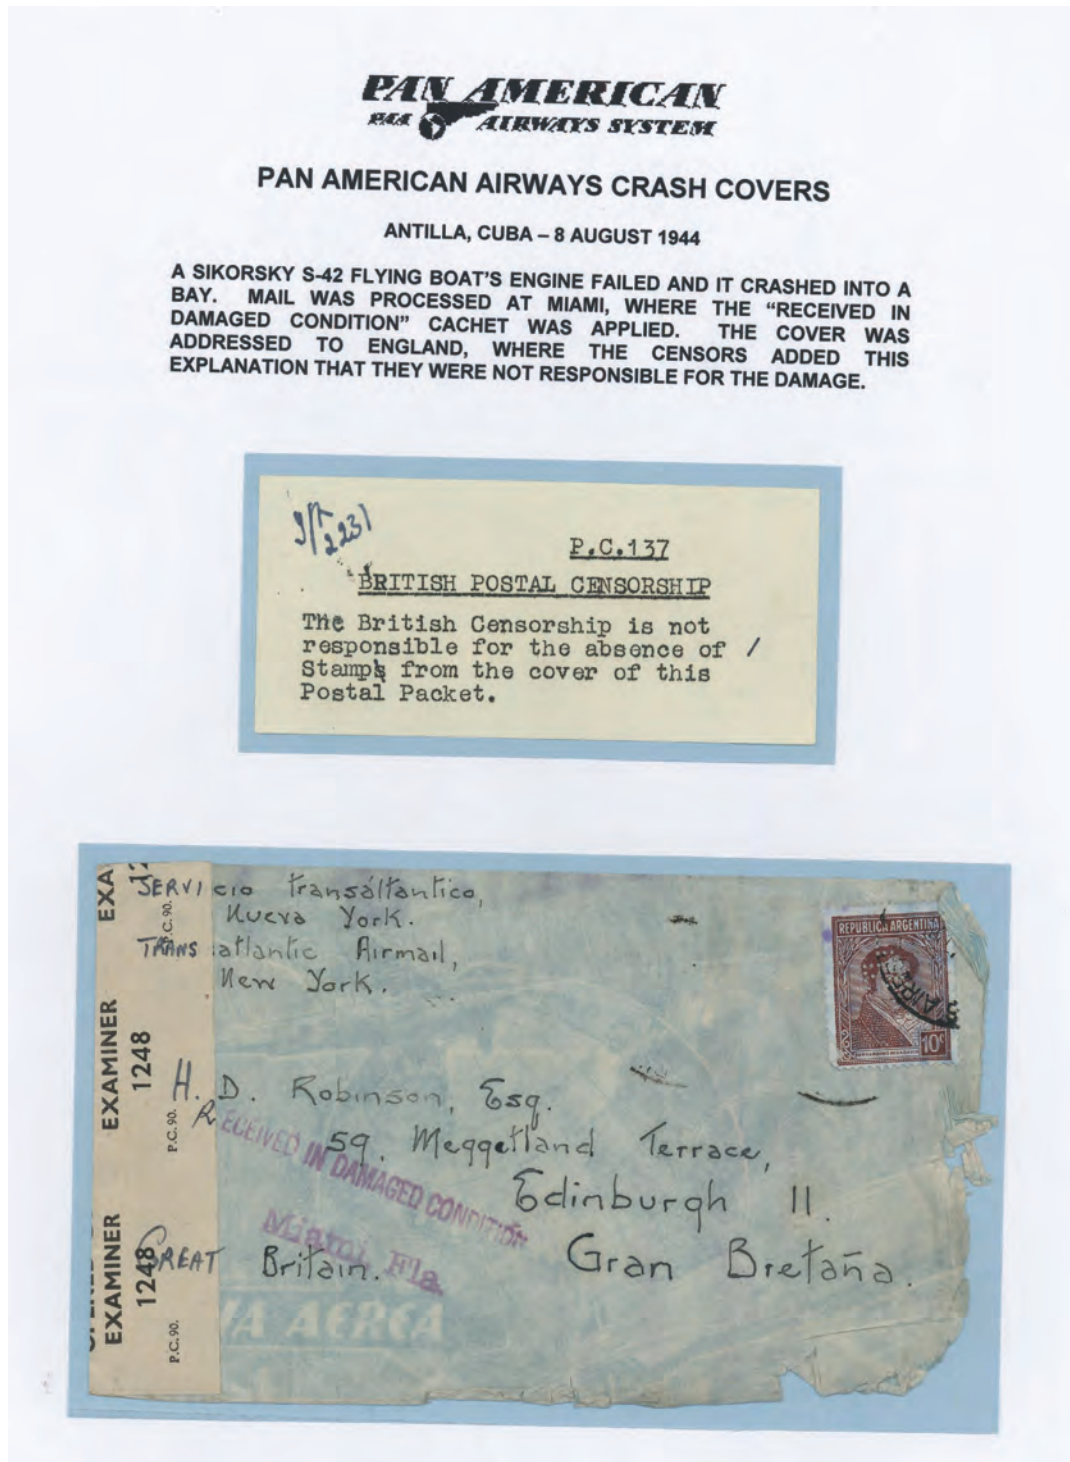 PAN AMERICAN
PAA AIRWAYS SYSTEM
PAN AMERICAN AIRWAYS CRASH COVERS
ANTILLA, CUBA – 8 AUGUST 1944
A SIKORSKY S-42 FLYING BOAT'S ENGINE FAILED AND IT CRASHED INTO A
BAY. MAIL WAS PROCESSED AT MIAMI, WHERE THE “RECEIVED IN
DAMAGED CONDITION” CACHET WAS APPLIED. THE COVER WAS
ADDRESSED TO ENGLAND, WHERE THE CENSORS ADDED THIS
EXPLANATION THAT THEY WERE NOT RESPONSIBLE FOR THE DAMAGE.
2231
P.C.137
BRITISH POSTAL CENSORSHIP
The British Censorship is not
responsible for the absence of /
Stamps from the cover of this
Postal Packet.
SERVICIO transáltantico,
Nueva York.
TRANS atlantic Airmail,
New York.
REPUBLICA ARGENTINA
10c
H. D. Robinson, Esq.
59, Meggetland Terrace,
Edinburgh 11.
GREAT Britain.
Gran Bretaña.
RECEIVED IN DAMAGED CONDITION
Miami, Fla.
VIA AEREA
P.C. 90.
EXAMINER
1248
P.C. 90.
EXAMINER
1248
P.C. 90.